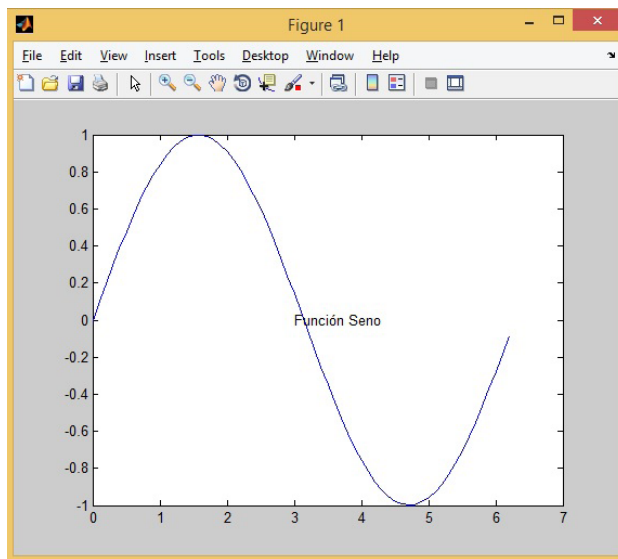 Figure 1
File Edit View Insert Tools Desktop Window Help
1
0.8
0.6
0.4
0.2
0
-0.2
-0.4
-0.6
-0.8
-1
Función Seno
0 1 2 3 4 5 6 7